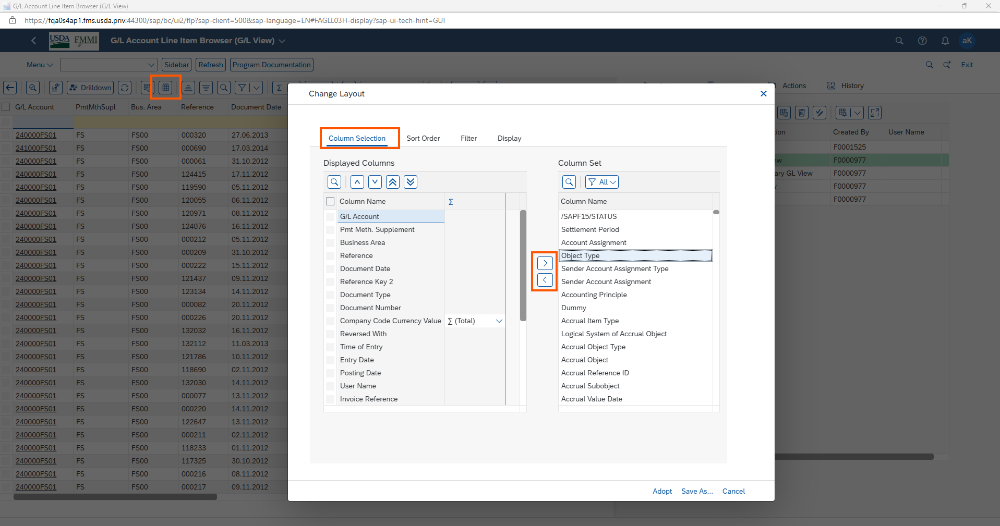 G/L Account Line Item Browser (G/L View)
https://fqa0s4ap1.fms.usda.priv:44300/sap/bc/ui2/flp?sap-client=500&sap-language=EN#FAGLL03H-display?sap-ui-tech-hint=GUI
USDA FMMI G/L Account Line Item Browser (G/L View) aK
Menu Sidebar Refresh Program Documentation Exit
Drilldown Σ
Actions History
Change Layout
G/L Account PmtMthSupl Bus. Area Reference Document Date
240000FS01 FS FS00 000320 27.06.2013
241000FS01 FS FS00 000690 17.03.2014
240000FS01 FS FS00 000061 31.10.2012
240000FS01 FS FS00 124415 17.11.2012
240000FS01 FS FS00 119590 05.11.2012
240000FS01 FS FS00 120055 06.11.2012
240000FS01 FS FS00 120971 08.11.2012
240000FS01 FS FS00 124076 16.11.2012
240000FS01 FS FS00 000212 05.11.2012
240000FS01 FS FS00 000209 31.10.2012
240000FS01 FS FS00 000222 15.11.2012
240000FS01 FS FS00 121437 09.11.2012
240000FS01 FS FS00 123134 14.11.2012
240000FS01 FS FS00 000082 20.11.2012
240000FS01 FS FS00 000226 20.11.2012
240000FS01 FS FS00 132032 16.11.2012
240000FS01 FS FS00 132112 11.03.2013
240000FS01 FS FS00 121786 10.11.2012
240000FS01 FS FS00 118690 02.11.2012
240000FS01 FS FS00 132030 14.11.2012
240000FS01 FS FS00 000077 13.11.2012
240000FS01 FS FS00 000220 14.11.2012
240000FS01 FS FS00 122647 13.11.2012
240000FS01 FS FS00 000211 02.11.2012
240000FS01 FS FS00 118233 01.11.2012
240000FS01 FS FS00 117325 30.10.2012
240000FS01 FS FS00 000216 08.11.2012
240000FS01 FS FS00 000217 09.11.2012
Column Selection Sort Order Filter Display
Displayed Columns
Column Name Σ
G/L Account
Pmt Meth. Supplement
Business Area
Reference
Document Date
Reference Key 2
Document Type
Document Number
Company Code Currency Value ∑ (Total)
Reversed With
Time of Entry
Entry Date
Posting Date
User Name
Invoice Reference
Column Set
All
Column Name
/SAPF15/STATUS
Settlement Period
Account Assignment
Object Type
Sender Account Assignment Type
Sender Account Assignment
Accounting Principle
Dummy
Accrual Item Type
Logical System of Accrual Object
Accrual Object Type
Accrual Object
Accrual Reference ID
Accrual Subobject
Accrual Value Date
Adopt Save As... Cancel
Created By User Name
F0001525
F0000977
ary GL View F0000977
F0000977
F0000977